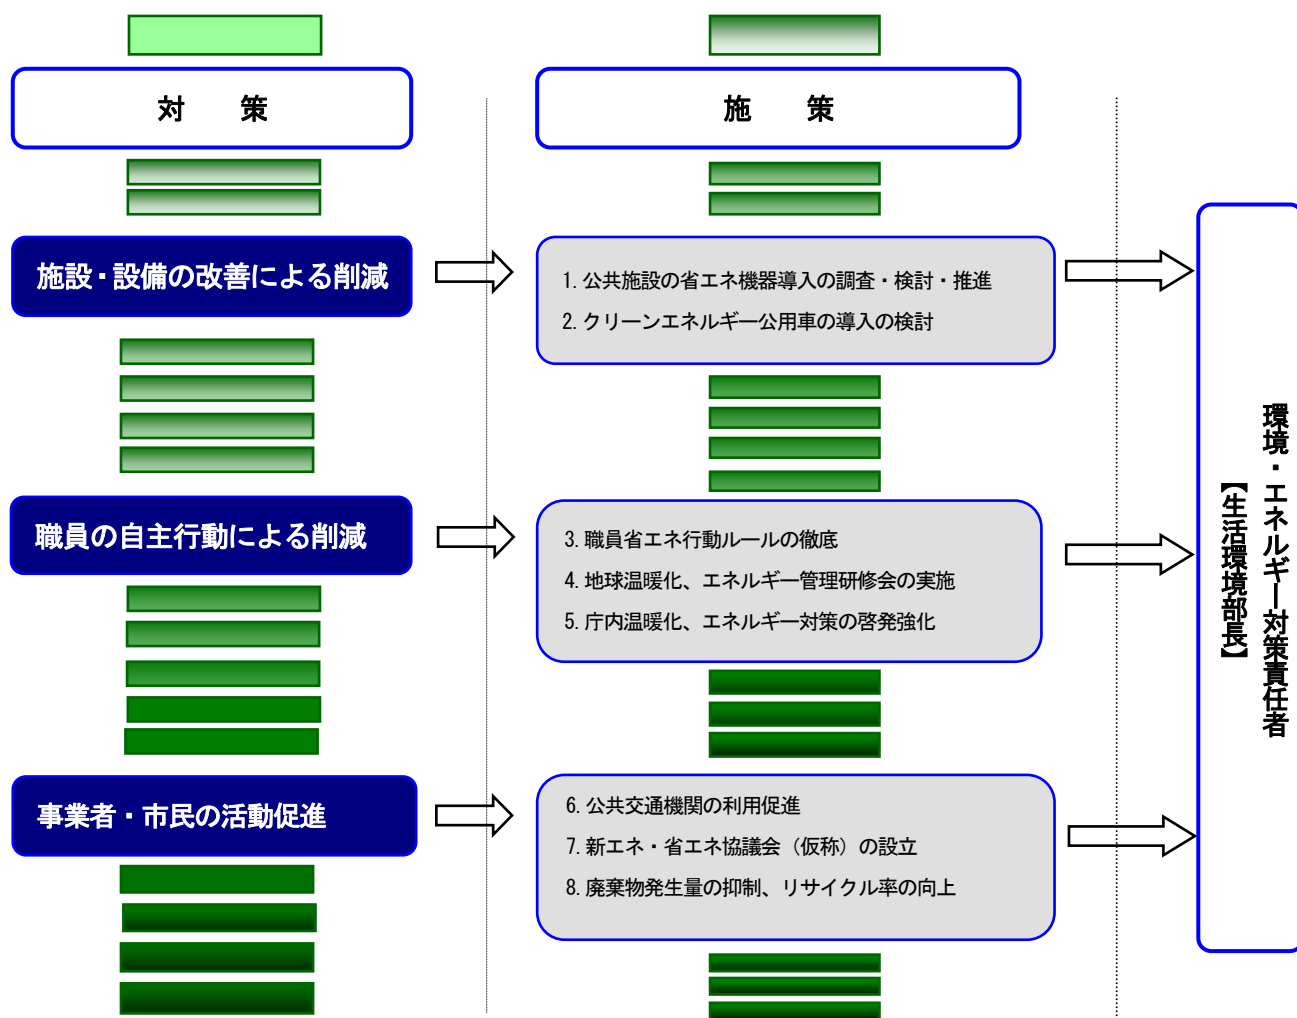 対　策
施　策
施設・設備の改善による削減
1. 公共施設の省エネ機器導入の調査・検討・推進
2. クリーンエネルギー公用車の導入の検討
職員の自主行動による削減
3. 職員省エネ行動ルールの徹底
4. 地球温暖化、エネルギー管理研修会の実施
5. 庁内温暖化、エネルギー対策の啓発強化
事業者・市民の活動促進
6. 公共交通機関の利用促進
7. 新エネ・省エネ協議会（仮称）の設立
8. 廃棄物発生量の抑制、リサイクル率の向上
環境・エネルギー対策責任者
【生活環境部長】